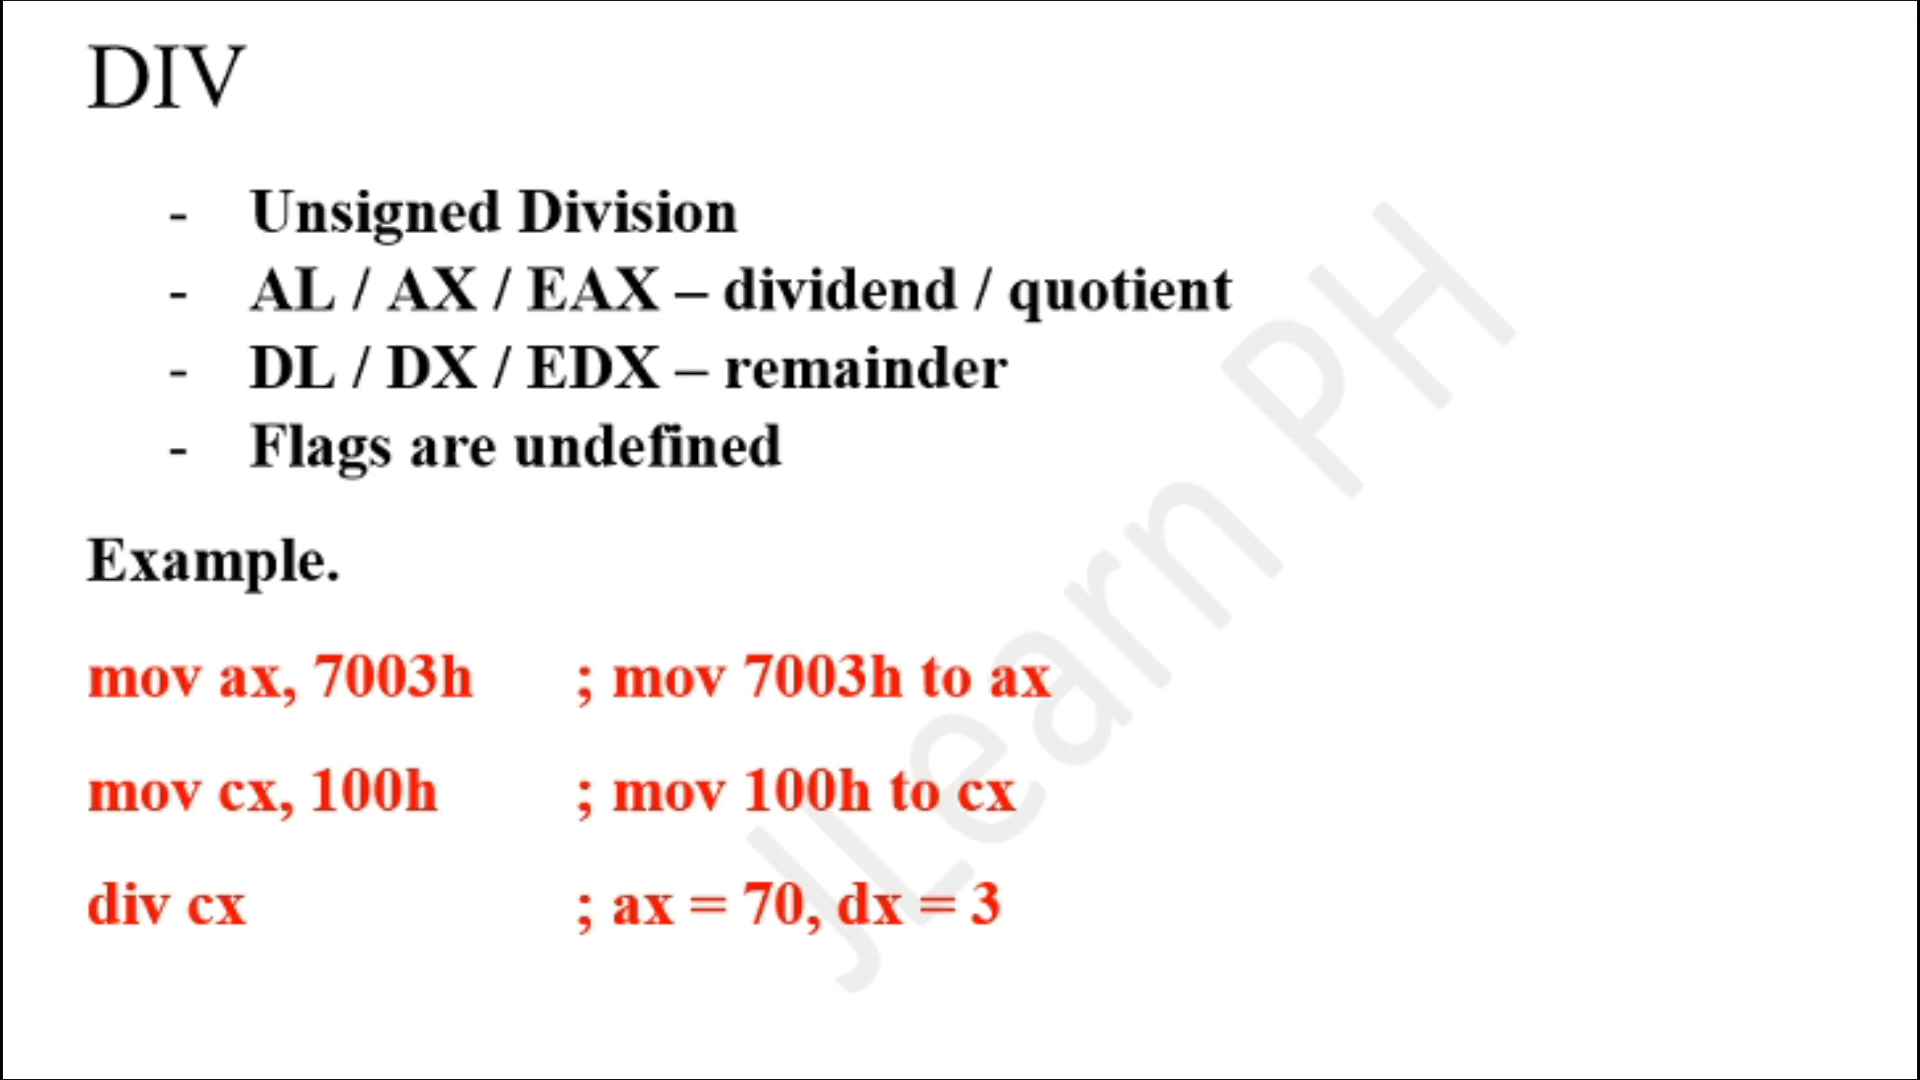 DIV
- Unsigned Division
- AL / AX / EAX – dividend / quotient
- DL / DX / EDX – remainder
- Flags are undefined
Example.
mov ax, 7003h ; mov 7003h to ax
mov cx, 100h ; mov 100h to cx
div cx ; ax = 70, dx = 3
JLearn PH